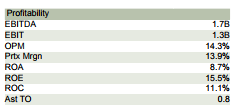 Profitability
EBITDA 1.7B
EBIT 1.3B
OPM 14.3%
Prtx Mrgn 13.9%
ROA 8.7%
ROE 15.5%
ROC 11.1%
Ast TO 0.8